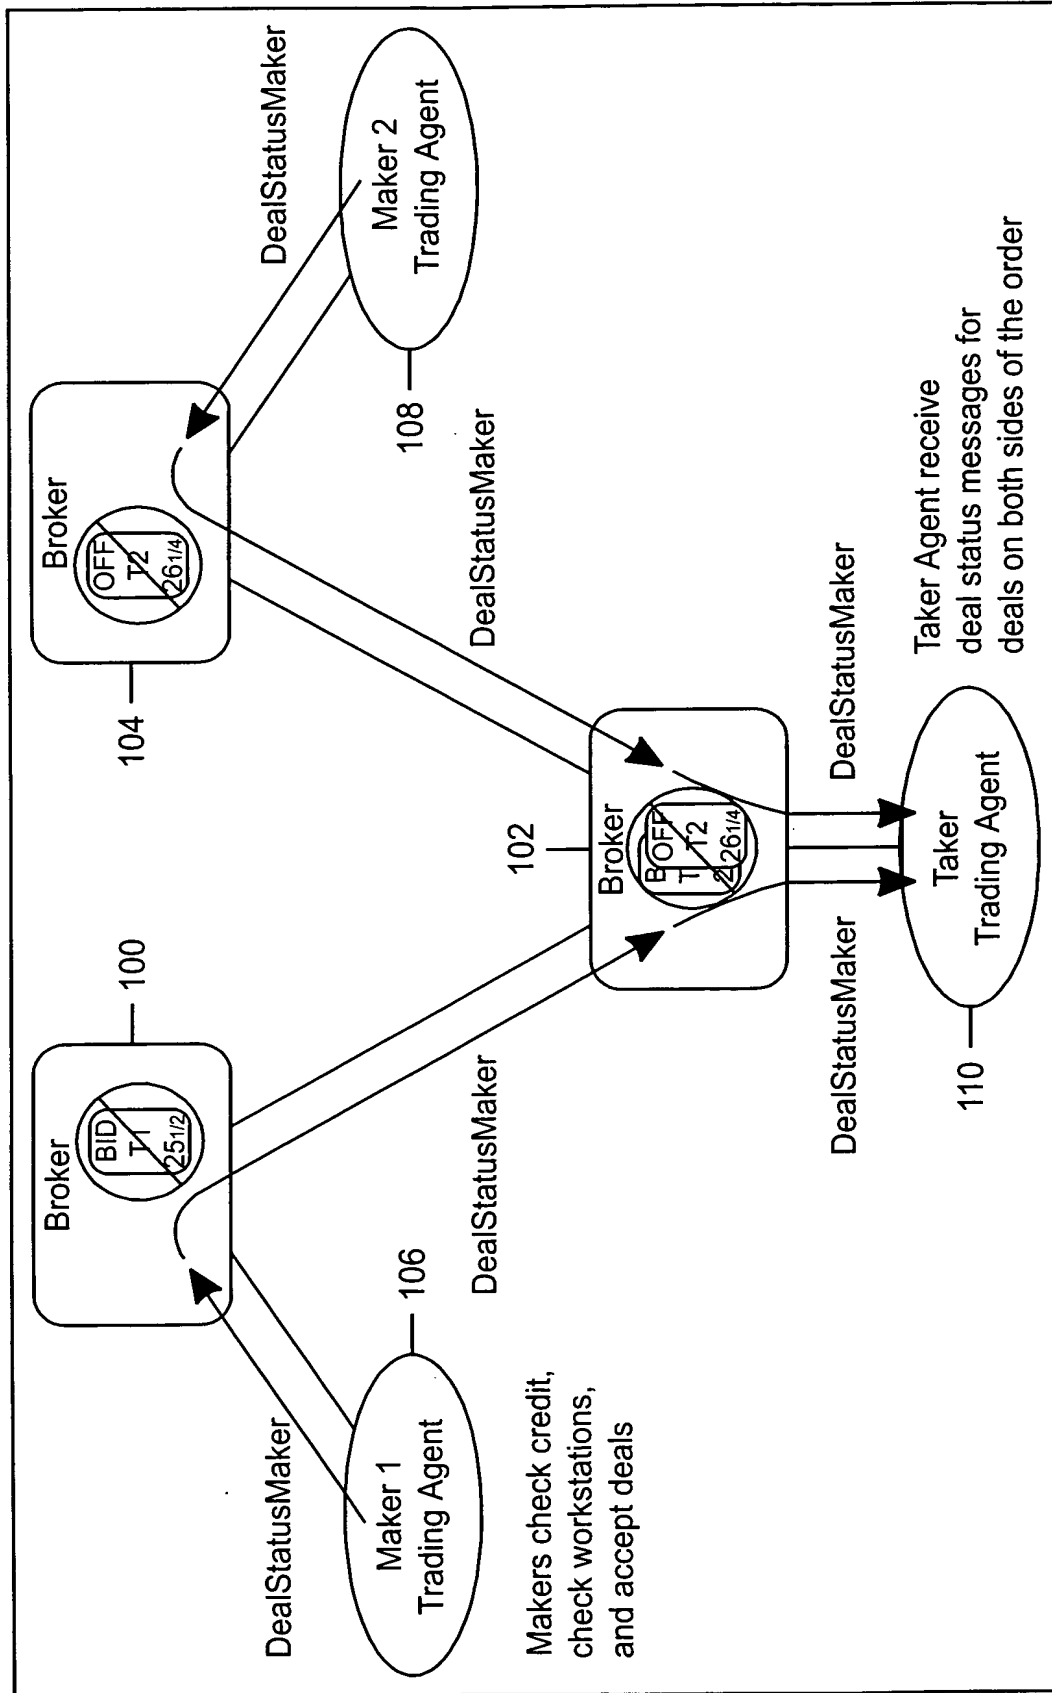 Broker
BID
T1
25 1/2
100
Broker
OFF
T2
26 1/4
104
DealStatusMaker
Maker 1
Trading Agent
106
DealStatusMaker
Maker 2
Trading Agent
108
DealStatusMaker
DealStatusMaker
Makers check credit,
check workstations,
and accept deals
102
Broker
B
T
2
OFF
T2
26 1/4
DealStatusMaker
DealStatusMaker
Taker
Trading Agent
110
Taker Agent receive
deal status messages for
deals on both sides of the order